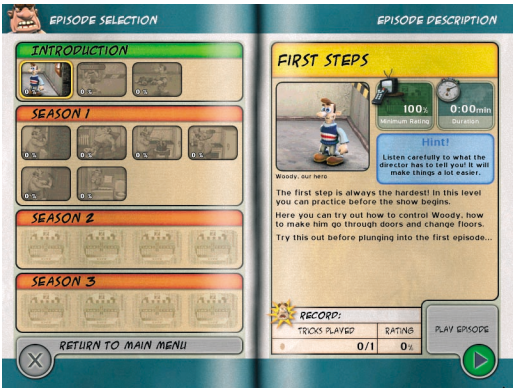 EPISODE SELECTION
INTRODUCTION
0%
0%
0%
SEASON 1
0%
0%
0%
0%
0%
0%
SEASON 2
SEASON 3
RETURN TO MAIN MENU
EPISODE DESCRIPTION
FIRST STEPS
100%
Minimum Rating
0:00min
Duration
Woody, our hero
Hint!
Listen carefully to what the
director has to tell you! It will
make things a lot easier.
The first step is always the hardest! In this level
you can practice before the show begins.
Here you can try out how to control Woody, how
to make him go through doors and change floors.
Try this out before plunging into the first episode...
RECORD:
TRICKS PLAYED
RATING
0/1
0%
PLAY EPISODE